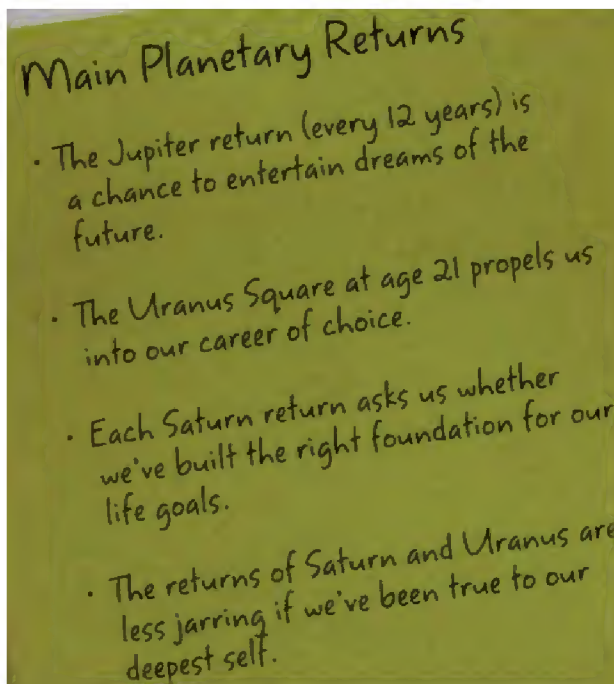 Main Planetary Returns
· The Jupiter return (every 12 years) is
a chance to entertain dreams of the
future.
· The Uranus Square at age 21 propels us
into our career of choice.
· Each Saturn return asks us whether
we've built the right foundation for our
life goals.
· The returns of Saturn and Uranus are
less jarring if we've been true to our
deepest self.